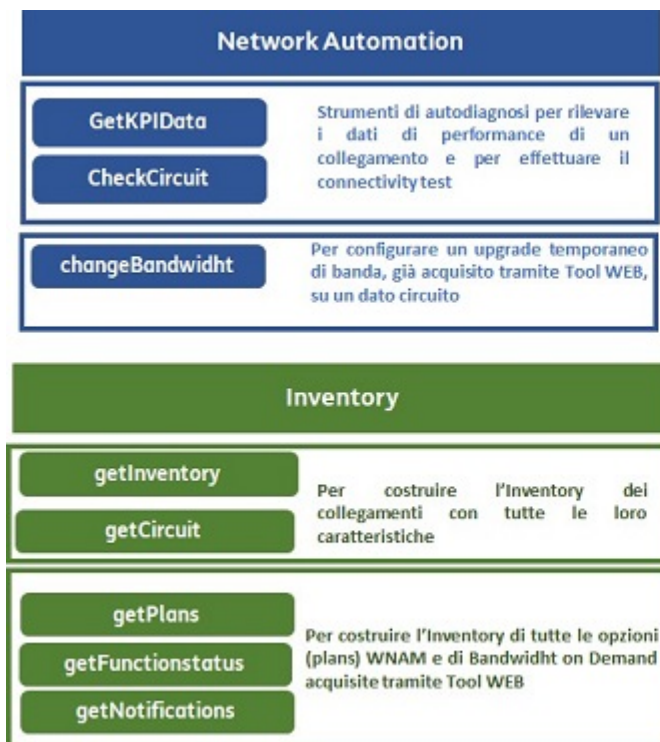 Network Automation
GetKPIData
CheckCircuit
Strumenti di autodiagnosi per rilevare
i dati di performance di un
collegamento e per effettuare il
connectivity test
changeBandwidht
Per configurare un upgrade temporaneo
di banda, già acquisito tramite Tool WEB,
su un dato circuito
Inventory
getInventory
getCircuit
Per costruire l'Inventory dei
collegamenti con tutte le loro
caratteristiche
getPlans
getFunctionstatus
getNotifications
Per costruire l'Inventory di tutte le opzioni
(plans) WNAM e di Bandwidht on Demand
acquisite tramite Tool WEB